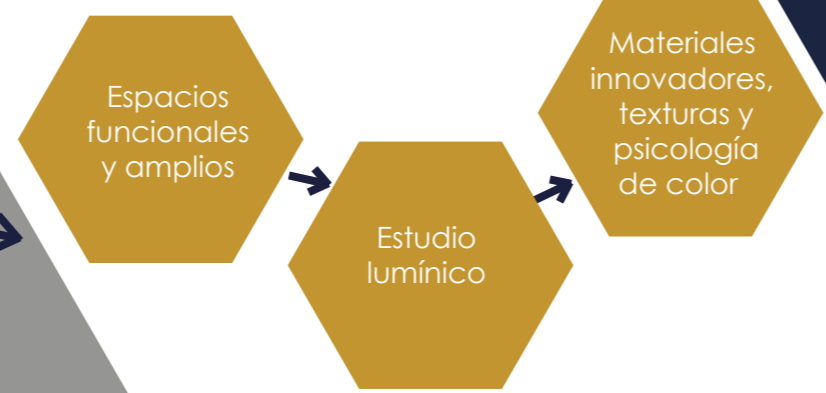 Espacios
funcionales
y amplios
Estudio
lumínico
Materiales
innovadores,
texturas y
psicología
de color